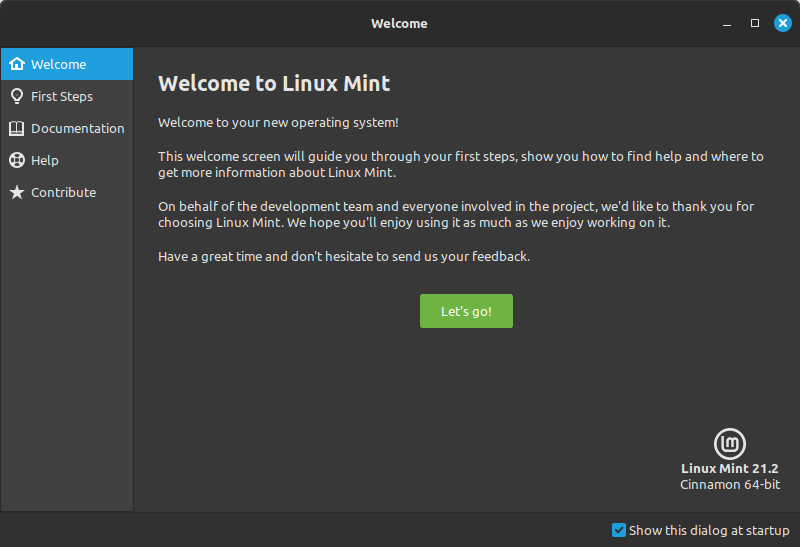 Welcome
Welcome
First Steps
Documentation
Help
Contribute
Welcome to Linux Mint
Welcome to your new operating system!
This welcome screen will guide you through your first steps, show you how to find help and where to
get more information about Linux Mint.
On behalf of the development team and everyone involved in the project, we'd like to thank you for
choosing Linux Mint. We hope you'll enjoy using it as much as we enjoy working on it.
Have a great time and don't hesitate to send us your feedback.
Let's go!
Linux Mint 21.2
Cinnamon 64-bit
Show this dialog at startup